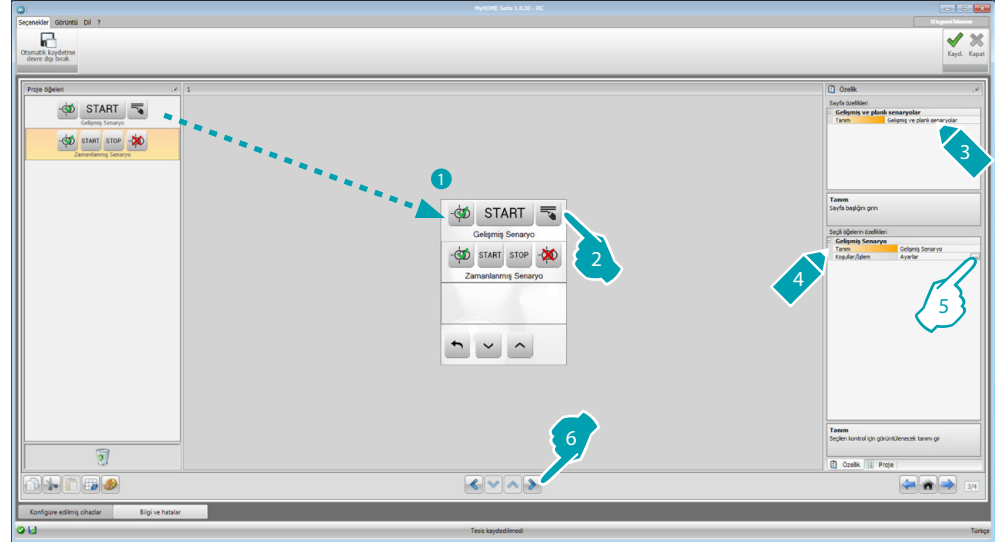 MyHOME Suite 1.0.20 - RC
Seçenekler Görüntü Dil ?
Otomatik kaydetme
devre dışı bırak
Kayd. Kapat
Proje öğeleri
1
Özellik
START
Gelişmiş Senaryo
START STOP
Zamanlanmış Senaryo
1
START
Gelişmiş Senaryo
START STOP
Zamanlanmış Senaryo
2
Sayfa özellikleri
Gelişmiş ve planlı senaryolar
Tanım Gelişmiş ve planlı senaryolar
3
Tanım
Sayfa başlığını girin
Seçili öğelerin özellikleri
Gelişmiş Senaryo
Tanım Gelişmiş Senaryo
Koşullar/İşlem Ayarlar
4
5
Tanım
Seçilen kontrol için görüntülenecek tanım gir
Özellik Proje
6
3/4
Konfigüre edilmiş cihazlar Bilgi ve hatalar
Tesis kaydedilmedi
Türkçe